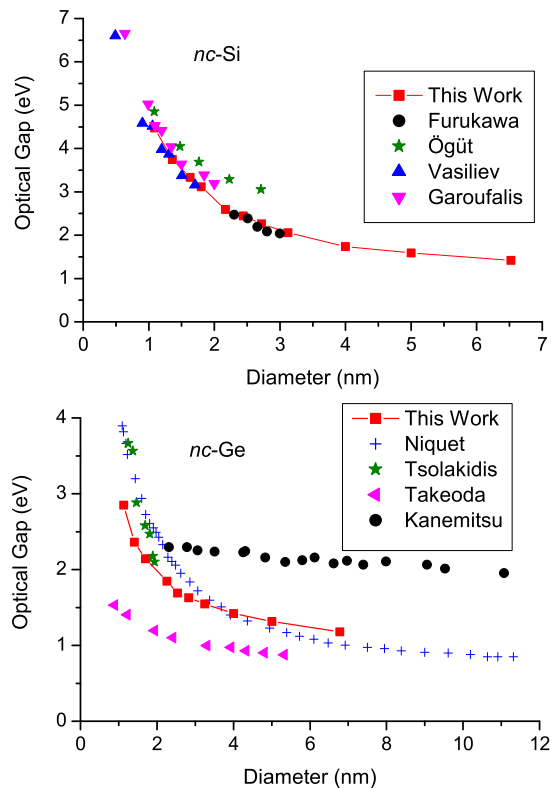 7
6
5
4
3
2
1
0
Optical Gap (eV)
nc-Si
This Work
Furukawa
Ögüt
Vasiliev
Garoufalis
0 1 2 3 4 5 6 7
Diameter (nm)
4
3
2
1
0
Optical Gap (eV)
nc-Ge
This Work
Niquet
Tsolakidis
Takeoda
Kanemitsu
0 2 4 6 8 10 12
Diameter (nm)